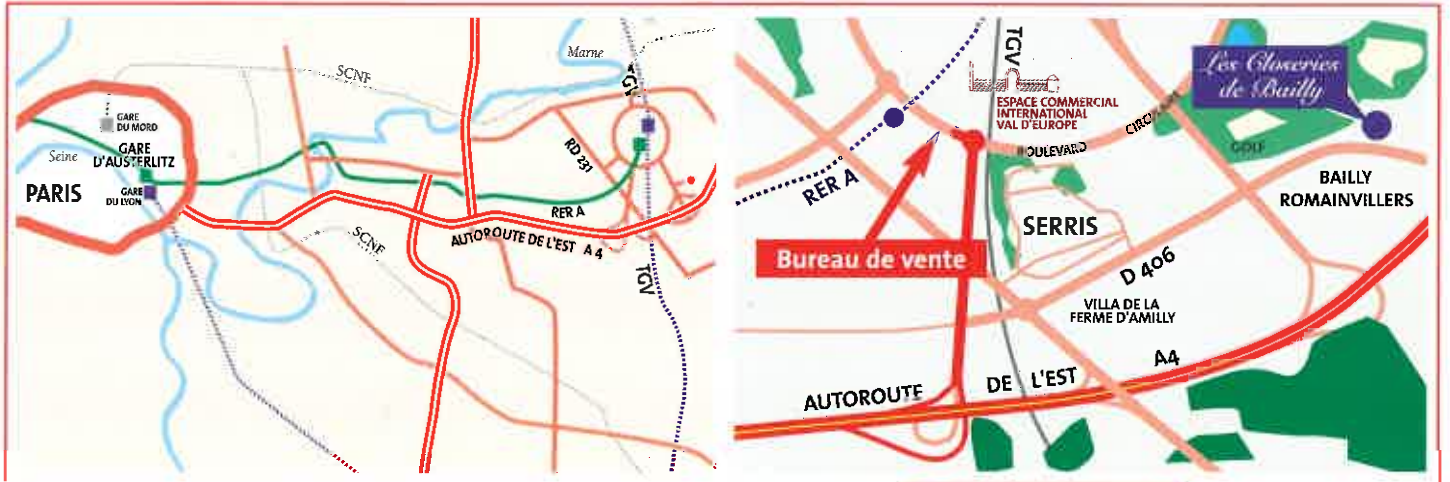 Marne
TGV
SCNF
GARE
DU MORD
GARE
D'AUSTERLITZ
Seine
PARIS
GARE
DU LYON
RD 231
RER A
SCNF
AUTOROUTE DE L'EST A 4
TGV
TGV
Les Closeries
de Bailly
ESPACE COMMERCIAL
INTERNATIONAL
VAL D'EUROPE
BOULEVARD
CIRCULAIRE
GOLF
RER A
BAILLY
ROMAINVILLERS
SERRIS
Bureau de vente
D 406
VILLA DE LA
FERME D'AMILLY
AUTOROUTE DE L'EST A4